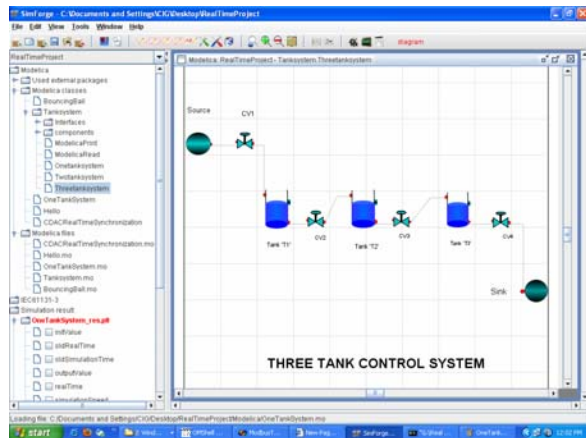 SimForge - C:\Documents and Settings\CIG\Desktop\RealTimeProject
File Edit View Tools Window Help
diagram
RealTimeProject
Modelica: RealTimeProject - Tanksystem.Threetanksystem
Modelica
Used external packages
Modelica classes
BouncingBall
Tanksystem
Interfaces
components
ModelicaPrint
ModelicaRead
Onetanksystem
Twotanksystem
Threetanksystem
OneTankSystem
Hello
CDACRealTimeSynchronization
Modelica files
CDACRealTimeSynchronization.mo
Hello.mo
OneTankSystem.mo
Tanksystem.mo
BouncingBall.mo
IEC61131-3
Simulation result
OneTankSystem_res.plt
initValue
oldRealTime
oldSimulationTime
outputValue
realTime
simulationSpeed
Source
CV1
Tank 'T1'
CV2
Tank 'T2'
CV3
Tank 'T3'
CV4
Sink
THREE TANK CONTROL SYSTEM
Loading file: C:/Documents and Settings/CIG/Desktop/RealTimeProject/Modelica/OneTankSystem.mo
start
OMShell
SimForge
OneTank...
12:02 PM